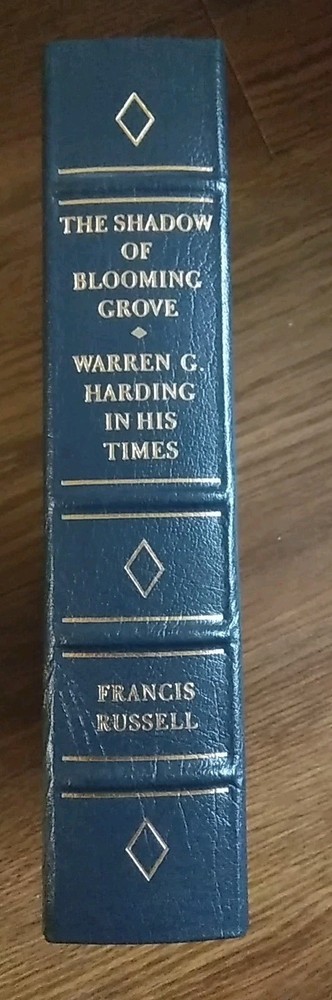 THE SHADOW
OF
BLOOMING
GROVE
WARREN G.
HARDING
IN HIS
TIMES
FRANCIS
RUSSELL